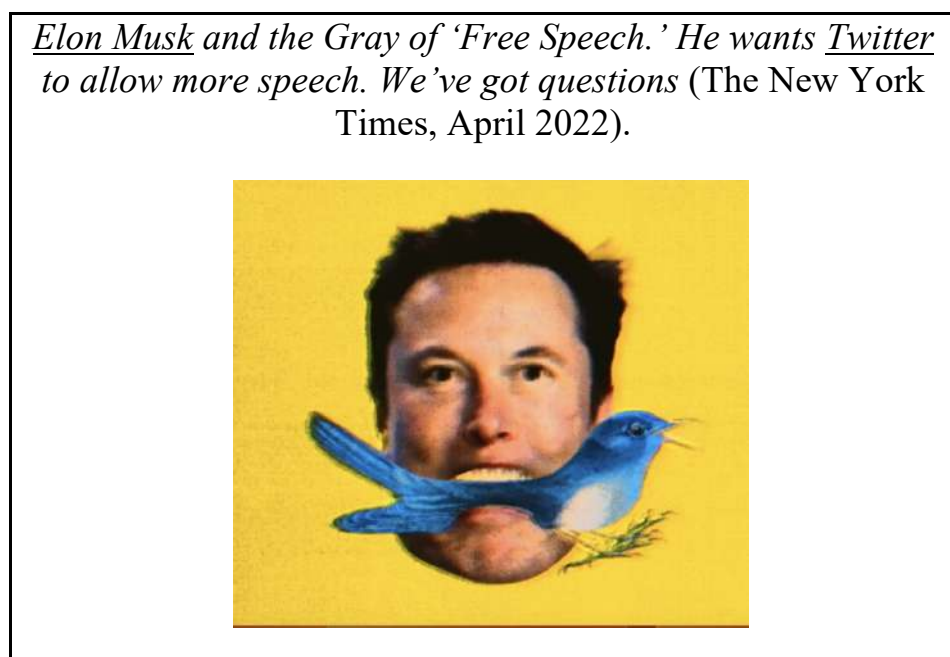 Elon Musk and the Gray of ‘Free Speech.’ He wants Twitter
to allow more speech. We’ve got questions (The New York
Times, April 2022).